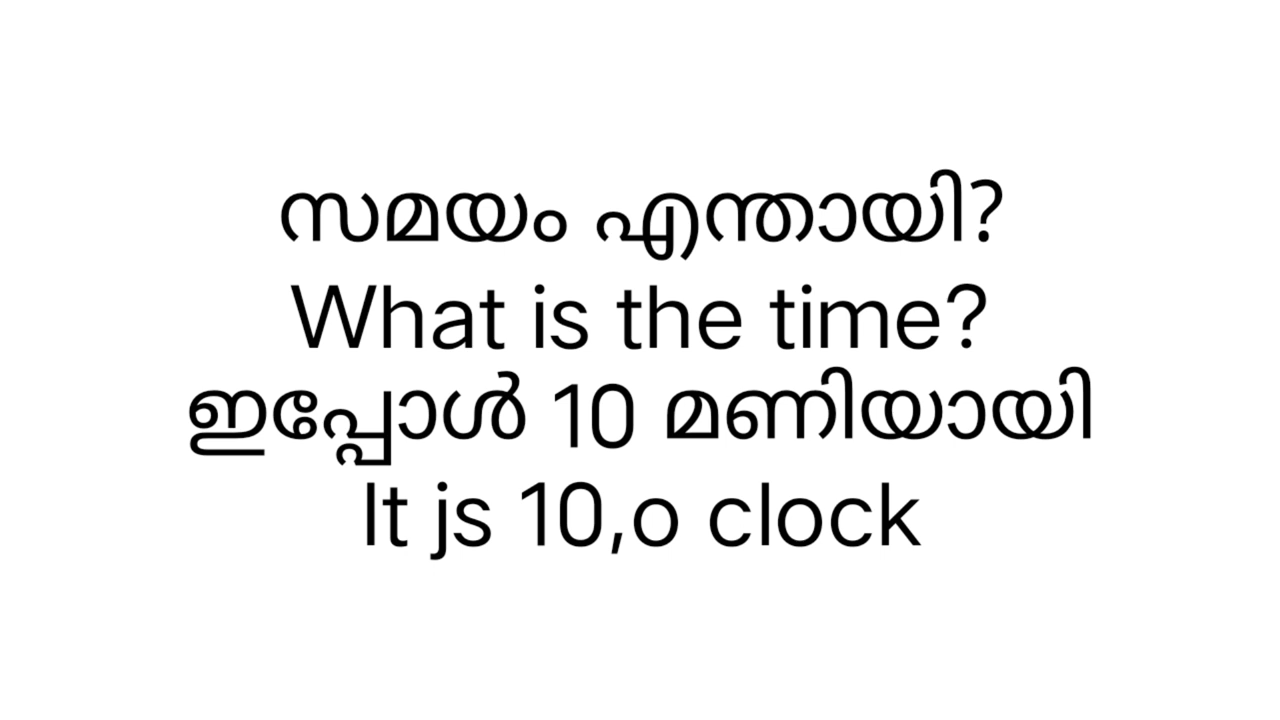 സമയം എന്തായി?
What is the time?
ഇപ്പോൾ 10 മണിയായി
It js 10,o clock